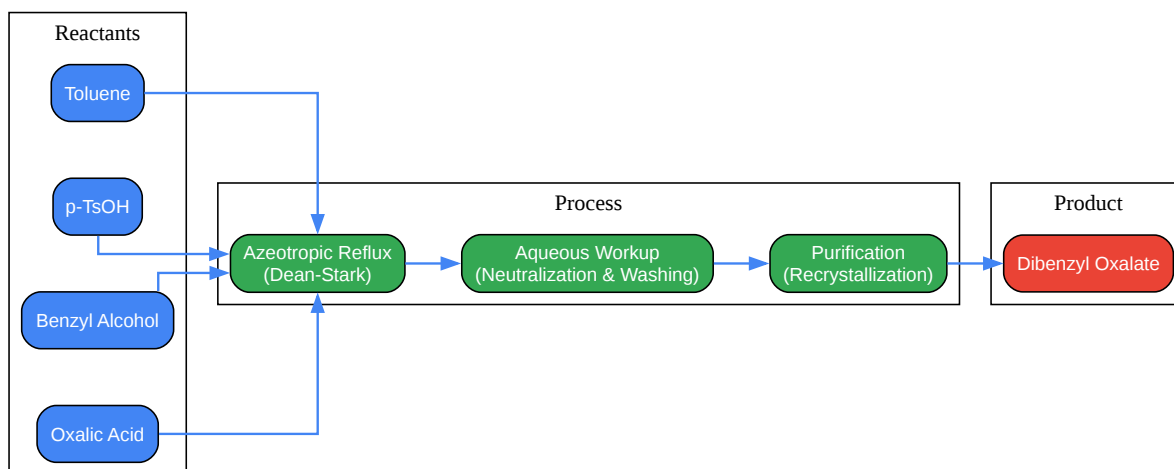 Reactants
Toluene
p-TsOH
Benzyl Alcohol
Oxalic Acid
Process
Azeotropic Reflux
(Dean-Stark)
Aqueous Workup
(Neutralization & Washing)
Purification
(Recrystallization)
Product
Dibenzyl Oxalate